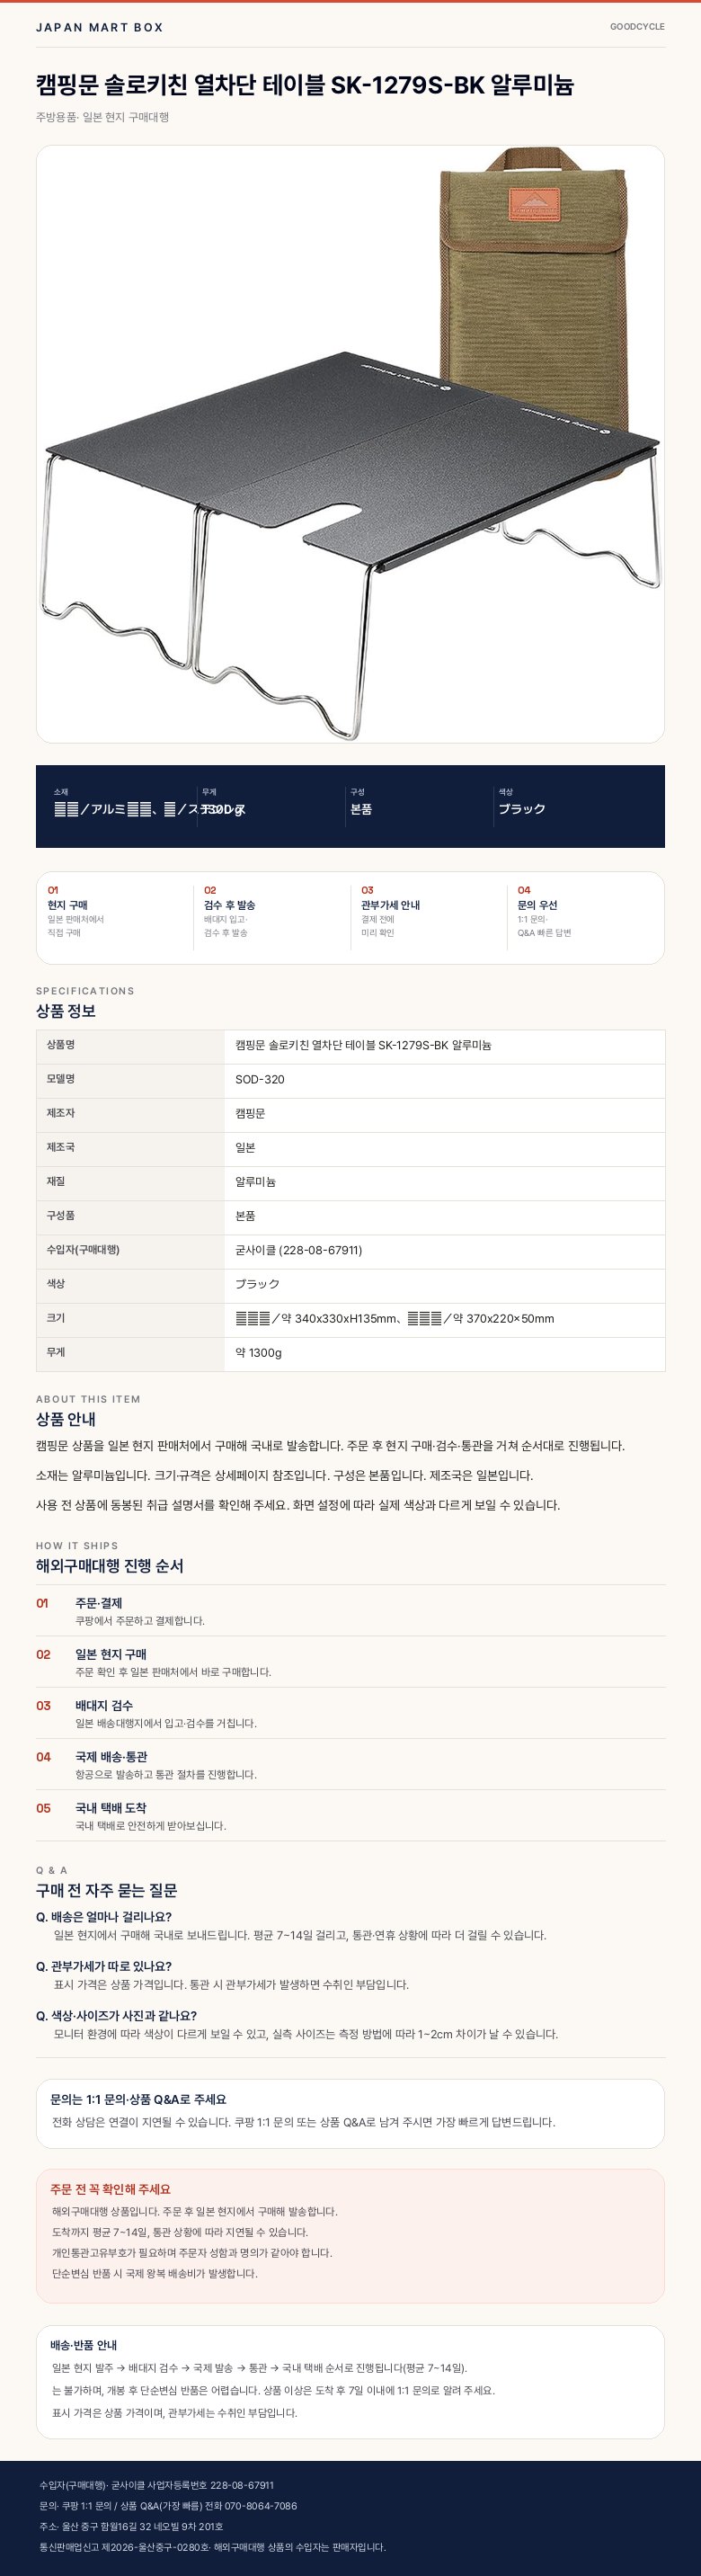 JAPAN MART BOX
GOODCYCLE
캠핑문 솔로키친 열차단 테이블 SK-1279S-BK 알루미늄
주방용품· 일본 현지 구매대행
소재
／アルミ、／ステンレス
무게
1300g
구성
본품
색상
ブラック
01
현지 구매
일본 판매처에서
직접 구매
02
검수 후 발송
배대지 입고·
검수 후 발송
03
관부가세 안내
결제 전에
미리 확인
04
문의 우선
1:1 문의·
Q&A 빠른 답변
SPECIFICATIONS
상품 정보
상품명 캠핑문 솔로키친 열차단 테이블 SK-1279S-BK 알루미늄
모델명 SOD-320
제조자 캠핑문
제조국 일본
재질 알루미늄
구성품 본품
수입자(구매대행) 굳사이클 (228-08-67911)
색상 ブラック
크기 ／약 340x330xH135mm、／약 370x220×50mm
무게 약 1300g
ABOUT THIS ITEM
상품 안내
캠핑문 상품을 일본 현지 판매처에서 구매해 국내로 발송합니다. 주문 후 현지 구매·검수·통관을 거쳐 순서대로 진행됩니다.
소재는 알루미늄입니다. 크기·규격은 상세페이지 참조입니다. 구성은 본품입니다. 제조국은 일본입니다.
사용 전 상품에 동봉된 취급 설명서를 확인해 주세요. 화면 설정에 따라 실제 색상과 다르게 보일 수 있습니다.
HOW IT SHIPS
해외구매대행 진행 순서
01 주문·결제
쿠팡에서 주문하고 결제합니다.
02 일본 현지 구매
주문 확인 후 일본 판매처에서 바로 구매합니다.
03 배대지 검수
일본 배송대행지에서 입고·검수를 거칩니다.
04 국제 배송·통관
항공으로 발송하고 통관 절차를 진행합니다.
05 국내 택배 도착
국내 택배로 안전하게 받아보십니다.
Q & A
구매 전 자주 묻는 질문
Q. 배송은 얼마나 걸리나요?
일본 현지에서 구매해 국내로 보내드립니다. 평균 7~14일 걸리고, 통관·연휴 상황에 따라 더 걸릴 수 있습니다.
Q. 관부가세가 따로 있나요?
표시 가격은 상품 가격입니다. 통관 시 관부가세가 발생하면 수취인 부담입니다.
Q. 색상·사이즈가 사진과 같나요?
모니터 환경에 따라 색상이 다르게 보일 수 있고, 실측 사이즈는 측정 방법에 따라 1~2cm 차이가 날 수 있습니다.
문의는 1:1 문의·상품 Q&A로 주세요
전화 상담은 연결이 지연될 수 있습니다. 쿠팡 1:1 문의 또는 상품 Q&A로 남겨 주시면 가장 빠르게 답변드립니다.
주문 전 꼭 확인해 주세요
해외구매대행 상품입니다. 주문 후 일본 현지에서 구매해 발송합니다.
도착까지 평균 7~14일, 통관 상황에 따라 지연될 수 있습니다.
개인통관고유부호가 필요하며 주문자 성함과 명의가 같아야 합니다.
단순변심 반품 시 국제 왕복 배송비가 발생합니다.
배송·반품 안내
일본 현지 발주 → 배대지 검수 → 국제 발송 → 통관 → 국내 택배 순서로 진행됩니다(평균 7~14일).
는 불가하며, 개봉 후 단순변심 반품은 어렵습니다. 상품 이상은 도착 후 7일 이내에 1:1 문의로 알려 주세요.
표시 가격은 상품 가격이며, 관부가세는 수취인 부담입니다.
수입자(구매대행)· 굳사이클 사업자등록번호 228-08-67911
문의· 쿠팡 1:1 문의 / 상품 Q&A(가장 빠름) 전화 070-8064-7086
주소· 울산 중구 함월16길 32 네오빌 9차 201호
통신판매업신고 제2026-울산중구-0280호· 해외구매대행 상품의 수입자는 판매자입니다.